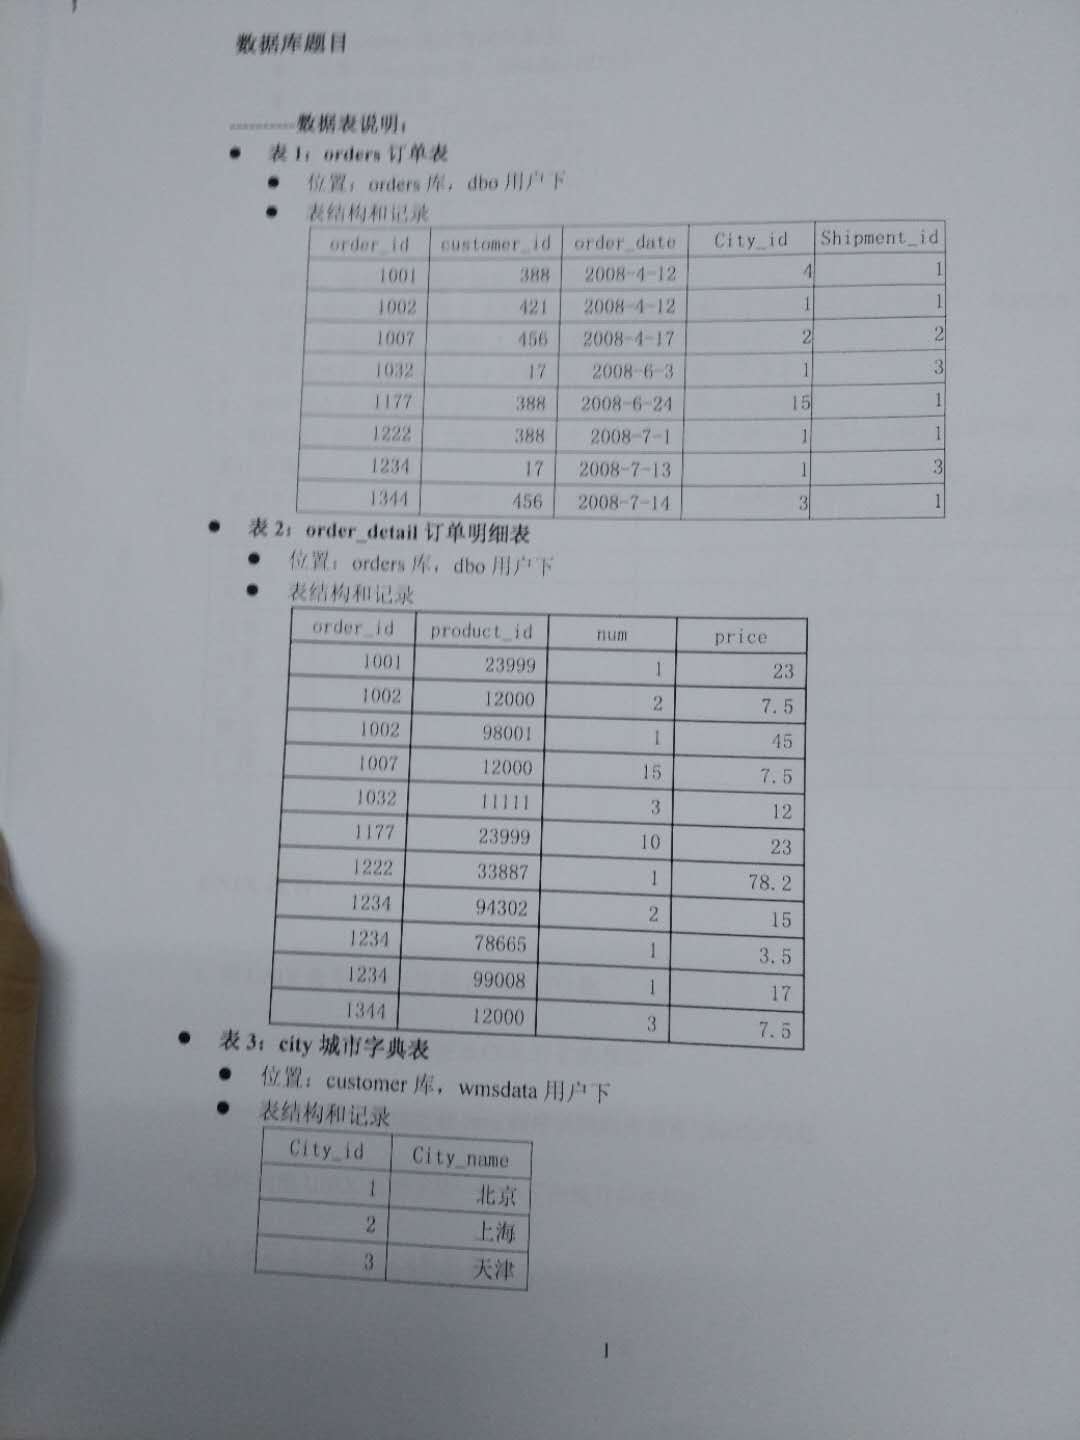 数据库题目
----------数据表说明：
● 表 1：orders 订单表
● 位置：orders 库，dbo 用户下
● 表结构和记录
order_id customer_id order_date City_id Shipment_id
1001 388 2008-4-12 4 1
1002 421 2008-4-12 1 1
1007 456 2008-4-17 2 2
1032 17 2008-6-3 1 3
1177 388 2008-6-24 15 1
1222 388 2008-7-1 1 1
1234 17 2008-7-13 1 3
1344 456 2008-7-14 3 1
● 表 2：order_detail 订单明细表
● 位置：orders 库，dbo 用户下
● 表结构和记录
order_id product_id num price
1001 23999 1 23
1002 12000 2 7.5
1002 98001 1 45
1007 12000 15 7.5
1032 11111 3 12
1177 23999 10 23
1222 33887 1 78.2
1234 94302 2 15
1234 78665 1 3.5
1234 99008 1 17
1344 12000 3 7.5
● 表 3：city 城市字典表
● 位置：customer 库，wmsdata 用户下
● 表结构和记录
City_id City_name
1 北京
2 上海
3 天津
1